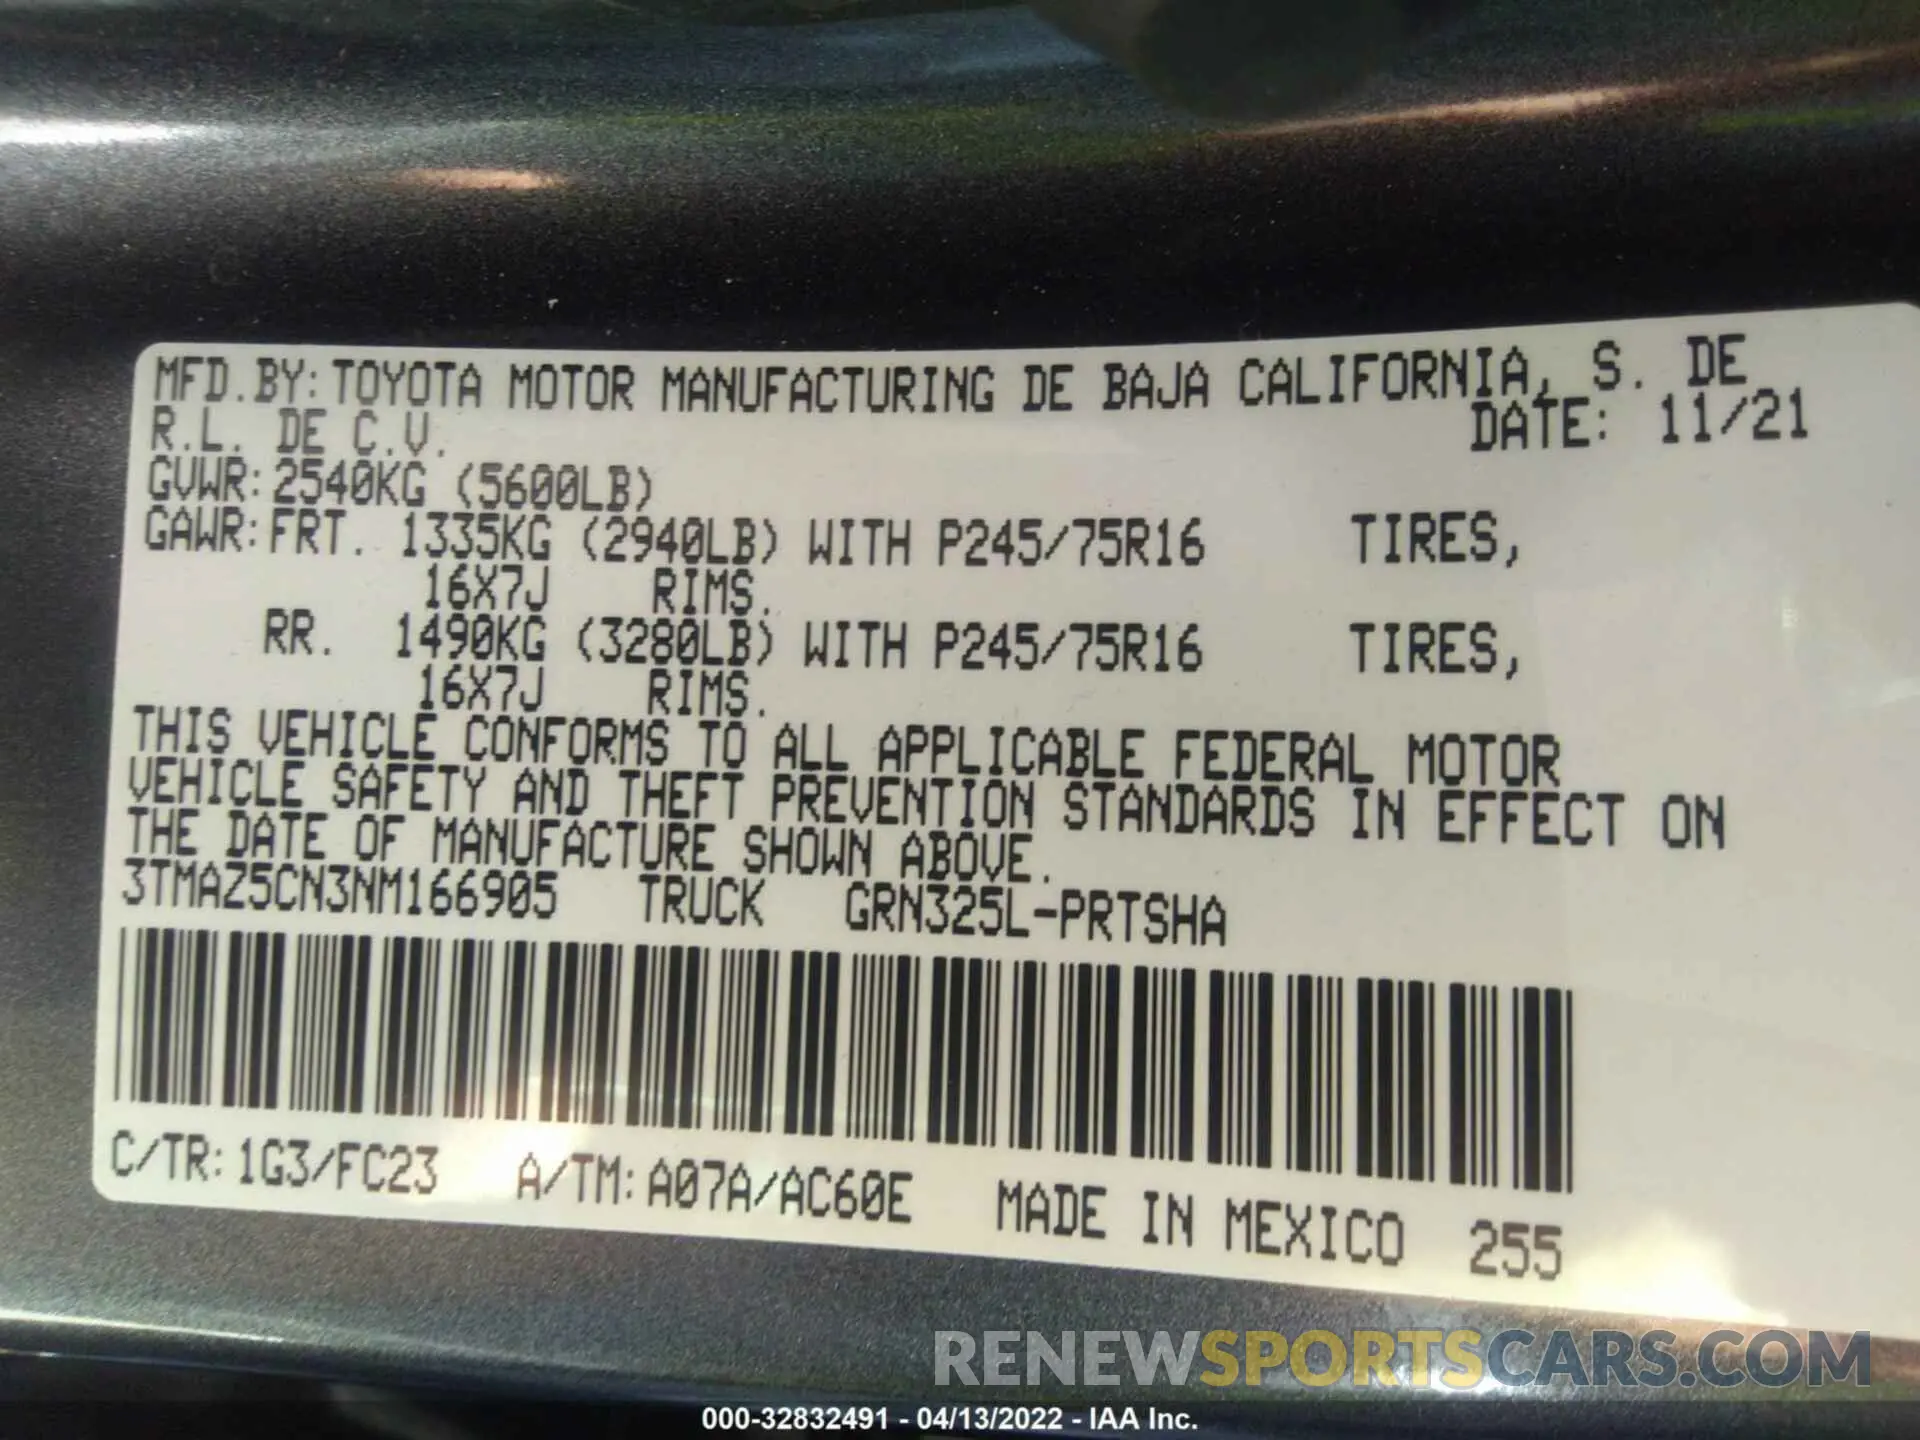 MFD.BY:TOYOTA MOTOR MANUFACTURING DE BAJA CALIFORNIA, S. DE
R.L. DE C.V. DATE: 11/21
GVWR:2540KG (5600LB)
GAWR:FRT. 1335KG (2940LB) WITH P245/75R16 TIRES,
16X7J RIMS.
RR. 1490KG (3280LB) WITH P245/75R16 TIRES,
16X7J RIMS.
THIS VEHICLE CONFORMS TO ALL APPLICABLE FEDERAL MOTOR
VEHICLE SAFETY AND THEFT PREVENTION STANDARDS IN EFFECT ON
THE DATE OF MANUFACTURE SHOWN ABOVE.
3TMAZ5CN3NM166905 TRUCK GRN325L-PRTSHA
C/TR:1G3/FC23 A/TM:A07A/AC60E MADE IN MEXICO 255
RENEWSPORTSCARS.COM
000-32832491 - 04/13/2022 - IAA Inc.